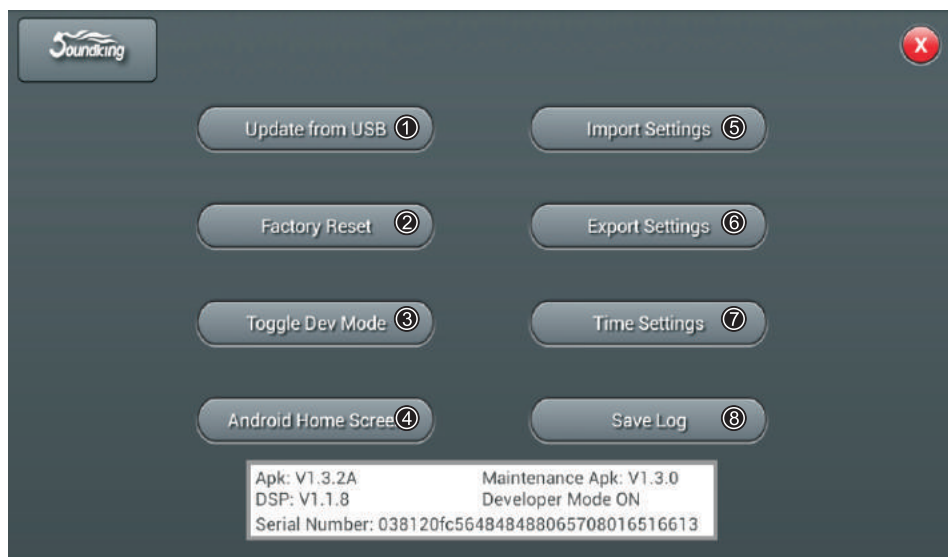 Soundking
X
Update from USB ①
Import Settings ⑤
Factory Reset ②
Export Settings ⑥
Toggle Dev Mode ③
Time Settings ⑦
Android Home Scree ④
Save Log ⑧
Apk: V1.3.2A Maintenance Apk: V1.3.0
DSP: V1.1.8 Developer Mode ON
Serial Number: 038120fc5648484880657080165166​13